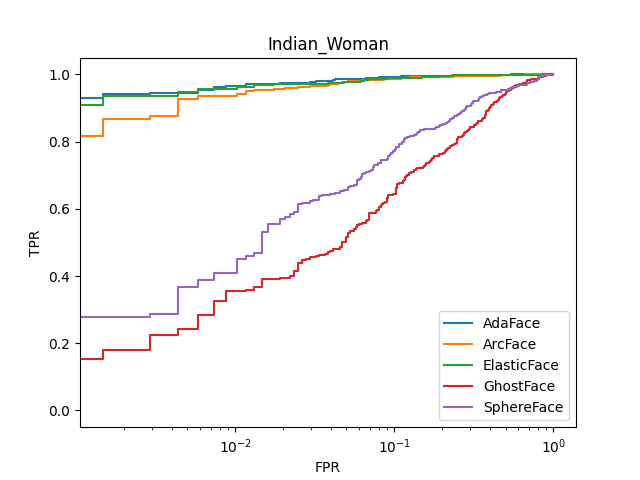 Indian_Woman
TPR
1.0
0.8
0.6
0.4
0.2
0.0
AdaFace
ArcFace
ElasticFace
GhostFace
SphereFace
10⁻² 10⁻¹ 10⁰
FPR